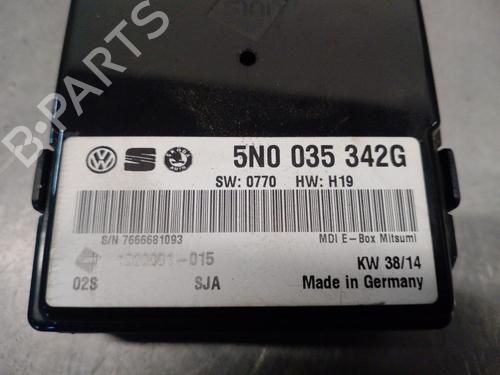 5N0 035 342G
SW: 0770 HW: H19
S/N 7666681093
MDI E-Box Mitsumi
-015
KW 38/14
02S SJA
Made in Germany
B-PARTS